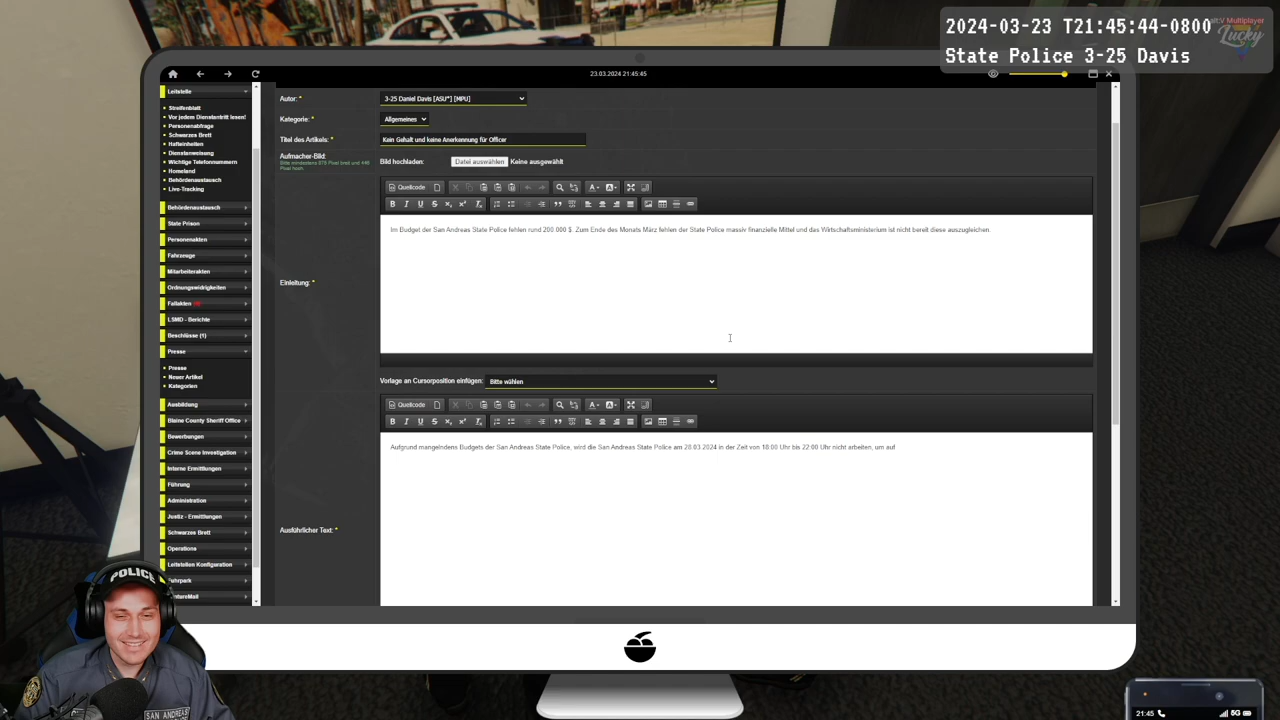 2024-03-23 T21:45:44-0800
State Police 3-25 Davis
alt:V Multiplayer
Lucky
23.03.2024 21:45:45
Leitstelle
Streifenblatt
Vor jedem Dienstantritt lesen!
Personenabfrage
Schwarzes Brett
Hafteinheiten
Dienstanweisung
Wichtige Telefonnummern
Homeland
Behördenaustausch
Live-Tracking
Behördenaustausch
State Prison
Personenakten
Fahrzeuge
Mitarbeiterakten
Ordnungswidrigkeiten
Fallakten
LSMD - Berichte
Beschlüsse (1)
Presse
Presse
Neuer Artikel
Kategorien
Ausbildung
Blaine County Sheriff Office
Bewerbungen
Crime Scene Investigation
Interne Ermittlungen
Führung
Administration
Justiz - Ermittlungen
Schwarzes Brett
Operations
Leitstellen Konfiguration
Fuhrpark
Autor: *
3-25 Daniel Davis [ASU*] [MPU]
Kategorie: *
Allgemeines
Titel des Artikels: *
Kein Gehalt und keine Anerkennung für Officer
Aufmacher-Bild:
Bild hochladen:
Datei auswählen Keine ausgewählt
Quellcode
Einleitung: *
Im Budget der San Andreas State Police fehlen rund 200.000 $. Zum Ende des Monats März fehlen der State Police massiv finanzielle Mittel und das Wirtschaftsministerium ist nicht bereit diese auszugleichen.
Vorlage an Cursorposition einfügen:
Bitte wählen
Quellcode
Ausführlicher Text: *
Aufgrund mangelndens Budgets der San Andreas State Police, wird die San Andreas State Police am 28.03.2024 in der Zeit von 18:00 Uhr bis 22:00 Uhr nicht arbeiten, um auf
POLICE
SAN ANDREAS
21:45
5G